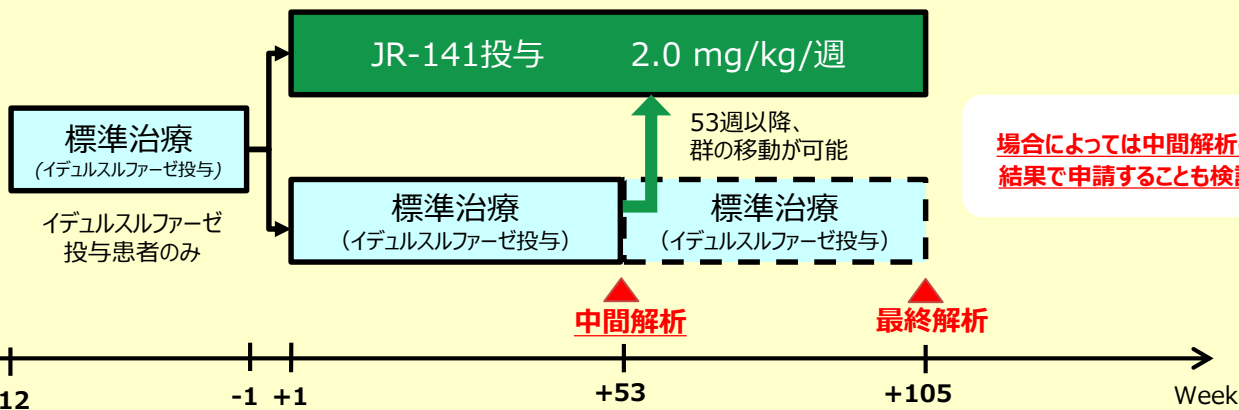 JR-141投与 2.0 mg/kg/週
標準治療
(イデュルスルファーゼ投与)
イデュルスルファーゼ
投与患者のみ
53週以降、
群の移動が可能
標準治療
（イデュルスルファーゼ投与）
標準治療
（イデュルスルファーゼ投与）
場合によっては中間解析
結果で申請することも検
中間解析
最終解析
12
-1
+1
+53
+105
Week